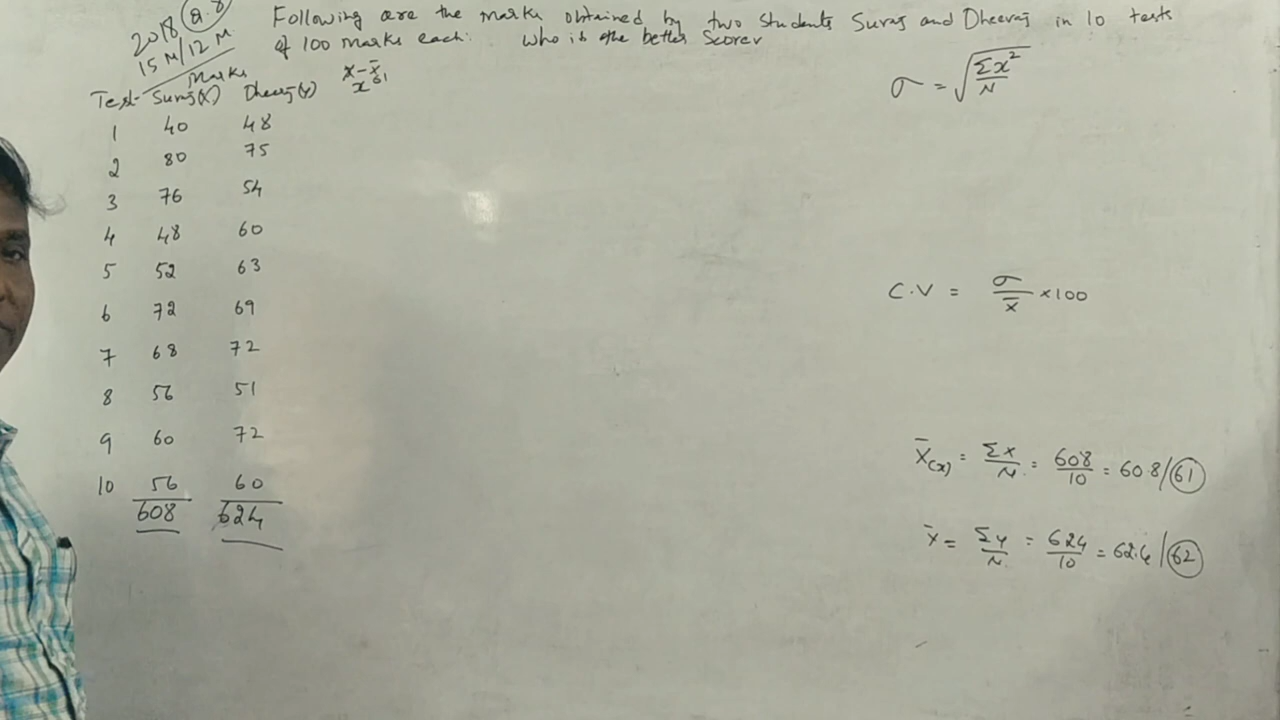 2018 Q.8
15 M/12 M
Following are the marks obtained by two students Suraj and Dheeraj in 10 tests
of 100 marks each. Who is the better scorer
Marks
Test Suraj(X) Dheeraj(Y) X-X̄
x 61
1 40 48
2 80 75
3 76 54
4 48 60
5 52 63
6 72 69
7 68 72
8 56 51
9 60 72
10 56 60
608 624
σ = √Σx²/N
C.V = σ/x̄ ×100
X̄(x) = Σx/N = 608/10 = 60.8/61
Ȳ = Σy/N = 624/10 = 62.4/62